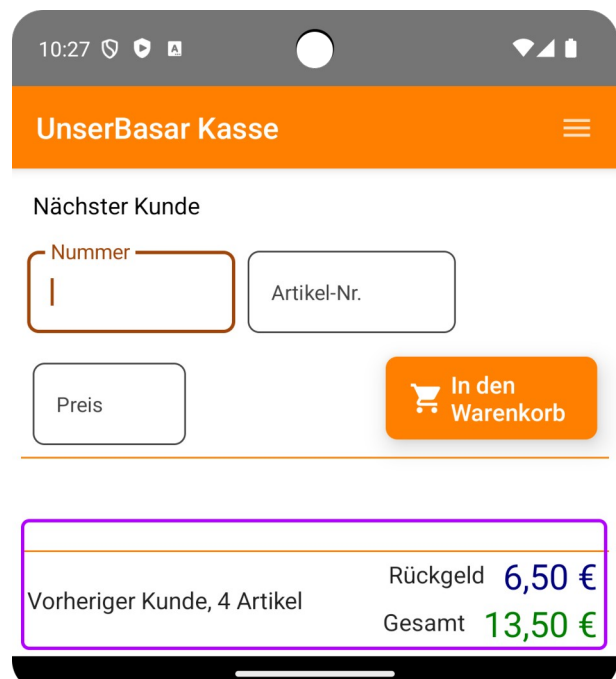 10:27
A
UnserBasar Kasse
Nächster Kunde
Nummer
Artikel-Nr.
Preis
In den
Warenkorb
Rückgeld 6,50 €
Vorheriger Kunde, 4 Artikel
Gesamt 13,50 €